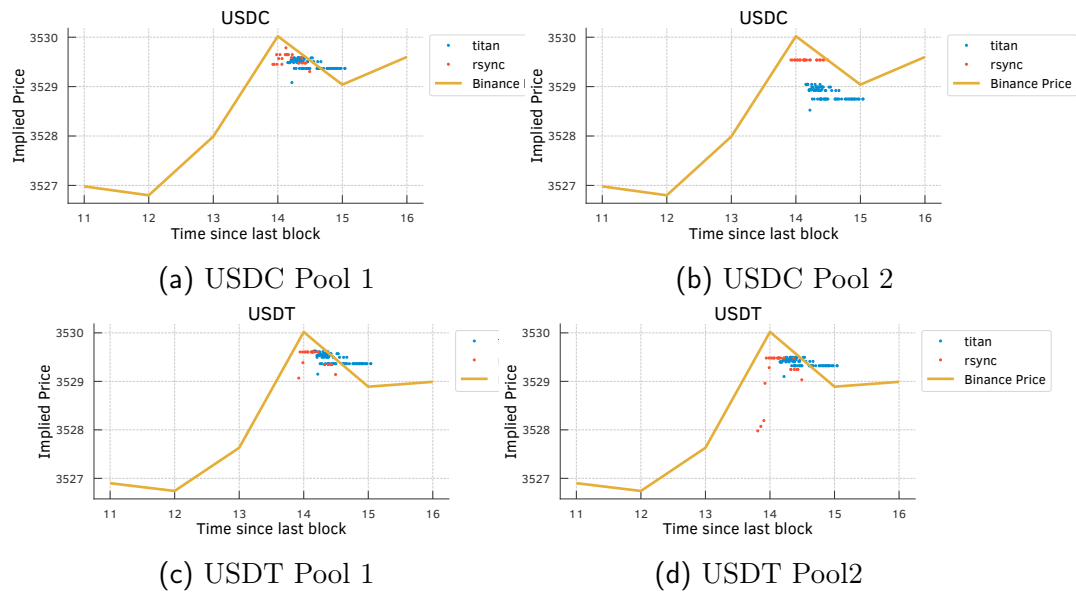 USDC
3530
3529
3528
3527
Implied Price
11 12 13 14 15 16
Time since last block
titan
rsync
Binance
(a) USDC Pool 1
USDC
3530
3529
3528
3527
Implied Price
11 12 13 14 15 16
Time since last block
titan
rsync
Binance Price
(b) USDC Pool 2
USDT
3530
3529
3528
3527
Implied Price
11 12 13 14 15 16
Time since last block
(c) USDT Pool 1
USDT
3530
3529
3528
3527
Implied Price
11 12 13 14 15 16
Time since last block
titan
rsync
Binance Price
(d) USDT Pool2